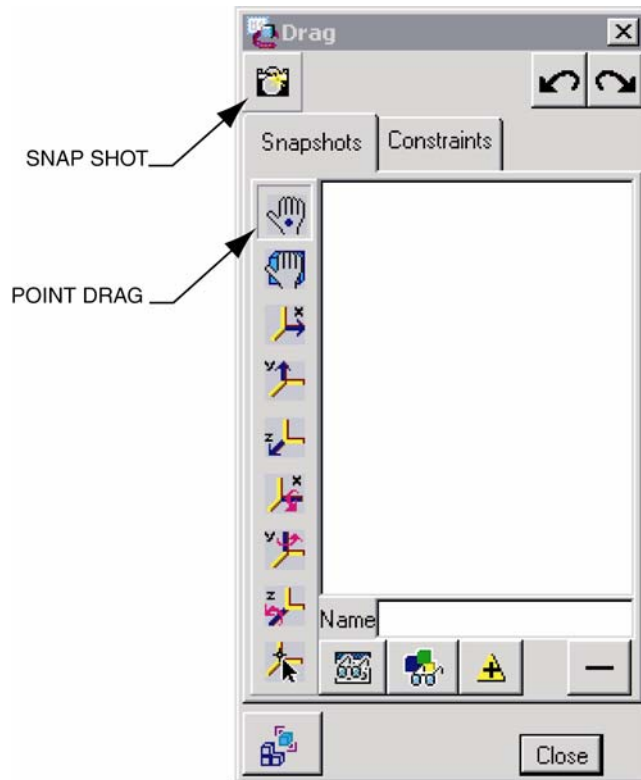 Drag
SNAP SHOT
Snapshots
Constraints
POINT DRAG
x
y
z
x
y
z
Name
Close